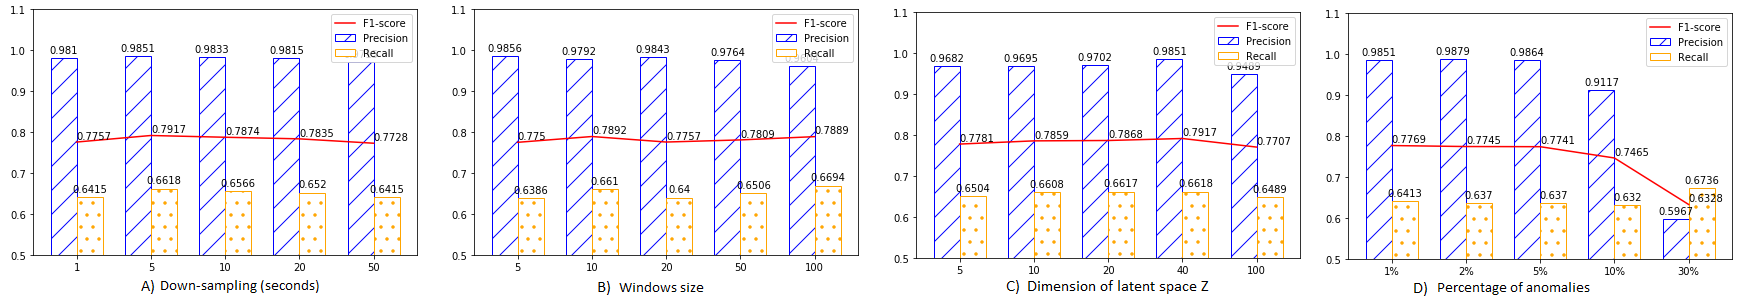 1.1
1.0
0.9
0.8
0.7
0.6
0.5
F1-score
Precision
Recall
0.981 0.9851 0.9833 0.9815
0.7757 0.7917 0.7874 0.7835 0.7728
0.6415 0.6618 0.6566 0.652 0.6415
1 5 10 20 50
A) Down-sampling (seconds)
1.1
1.0
0.9
0.8
0.7
0.6
0.5
F1-score
Precision
Recall
0.9856 0.9792 0.9843 0.9764 0.9604
0.775 0.7892 0.7757 0.7809 0.7889
0.6386 0.661 0.64 0.6506 0.6694
5 10 20 50 100
B) Windows size
1.1
1.0
0.9
0.8
0.7
0.6
0.5
F1-score
Precision
Recall
0.9682 0.9695 0.9702 0.9851 0.9489
0.7781 0.7859 0.7868 0.7917 0.7707
0.6504 0.6608 0.6617 0.6618 0.6489
5 10 20 40 100
C) Dimension of latent space Z
1.1
1.0
0.9
0.8
0.7
0.6
0.5
F1-score
Precision
Recall
0.9851 0.9879 0.9864 0.9117 0.5967
0.7769 0.7745 0.7741 0.7465 0.6328
0.6413 0.637 0.637 0.632 0.6736
1% 2% 5% 10% 30%
D) Percentage of anomalies